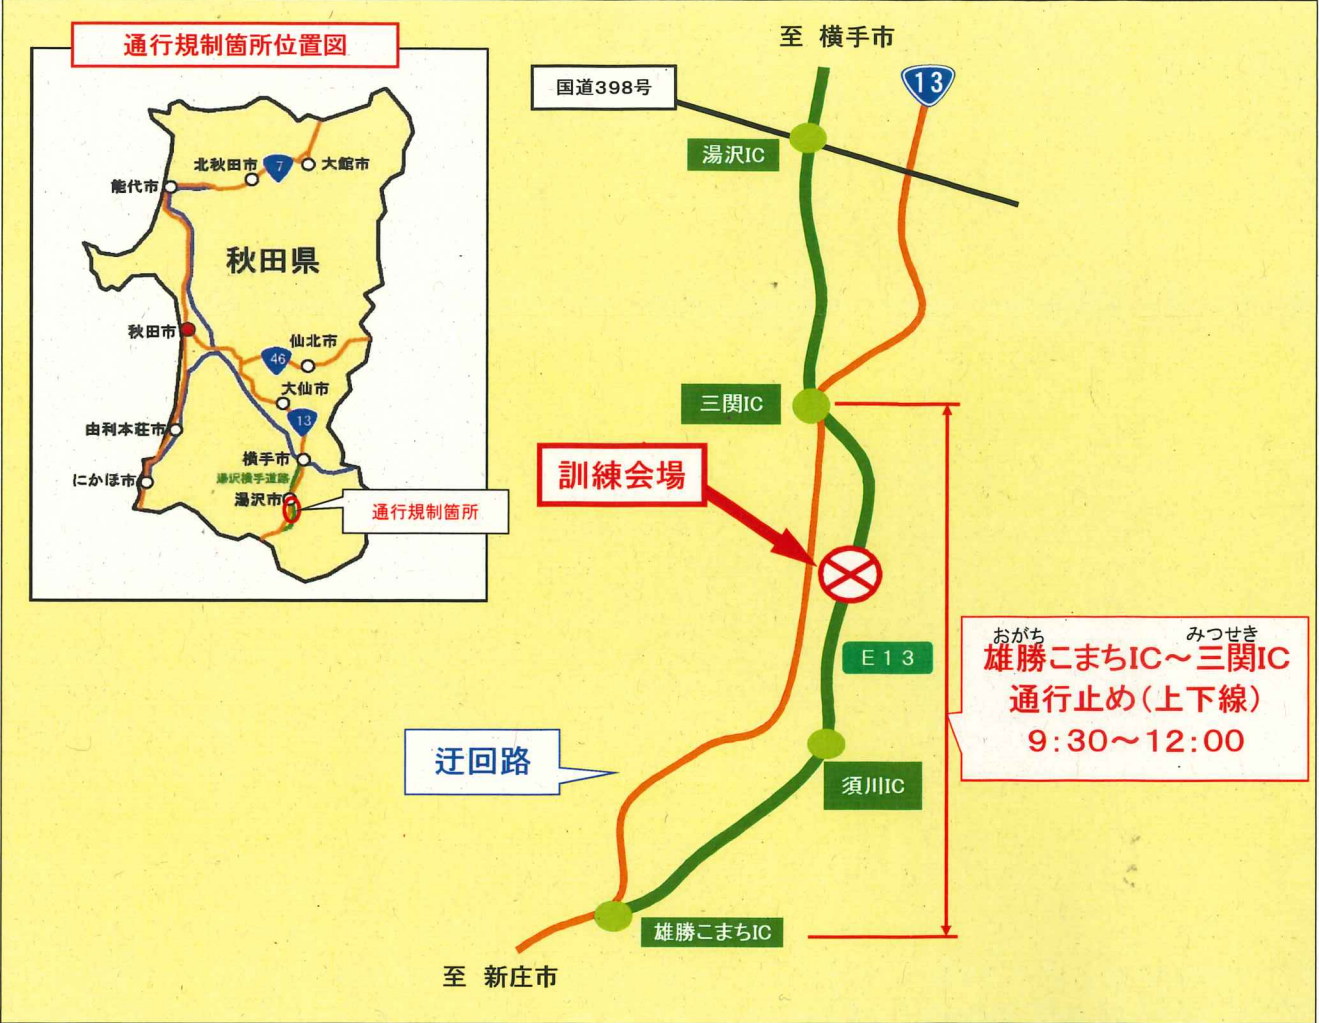 通行規制箇所位置図
北秋田市
7
大館市
能代市
秋田県
秋田市
46
仙北市
大仙市
13
由利本荘市
横手市
湯沢横手道路
にかほ市
湯沢市
通行規制箇所
至 横手市
国道398号
13
湯沢IC
三関IC
訓練会場
E13
おがち みつせき
雄勝こまちIC～三関IC
通行止め(上下線)
9:30～12:00
迂回路
須川IC
雄勝こまちIC
至 新庄市